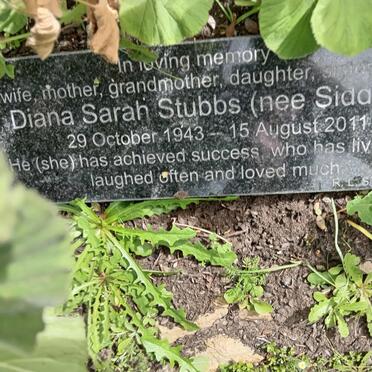 In loving memory
wife, mother, grandmother, daughter,
Diana Sarah Stubbs (nee
29 October 1943 – 15 August 2011
He (she) has achieved success who has
laughed often and loved much